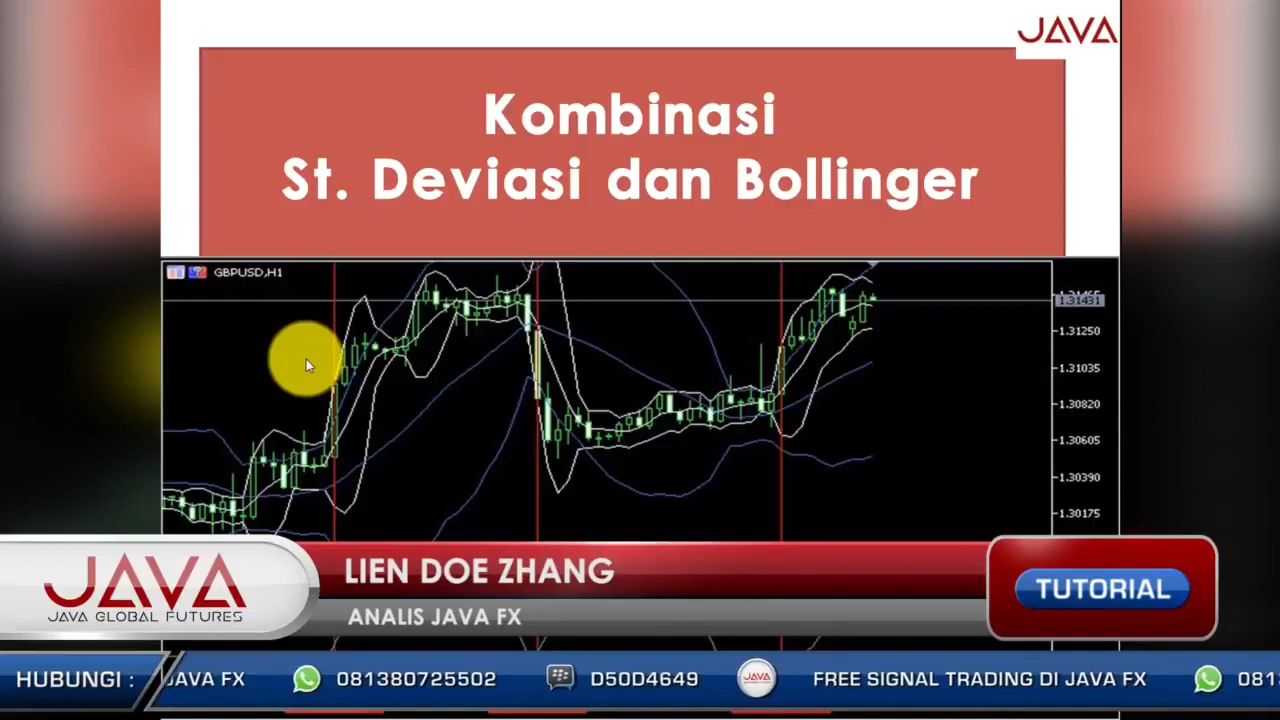 JAVA
Kombinasi
St. Deviasi dan Bollinger
GBPUSD,H1
1.31431
1.31250
1.31035
1.30820
1.30605
1.30390
1.30175
JAVA
JAVA GLOBAL FUTURES
LIEN DOE ZHANG
ANALIS JAVA FX
TUTORIAL
HUBUNGI : JAVA FX 081380725502 D50D4649 JAVA FREE SIGNAL TRADING DI JAVA FX 081